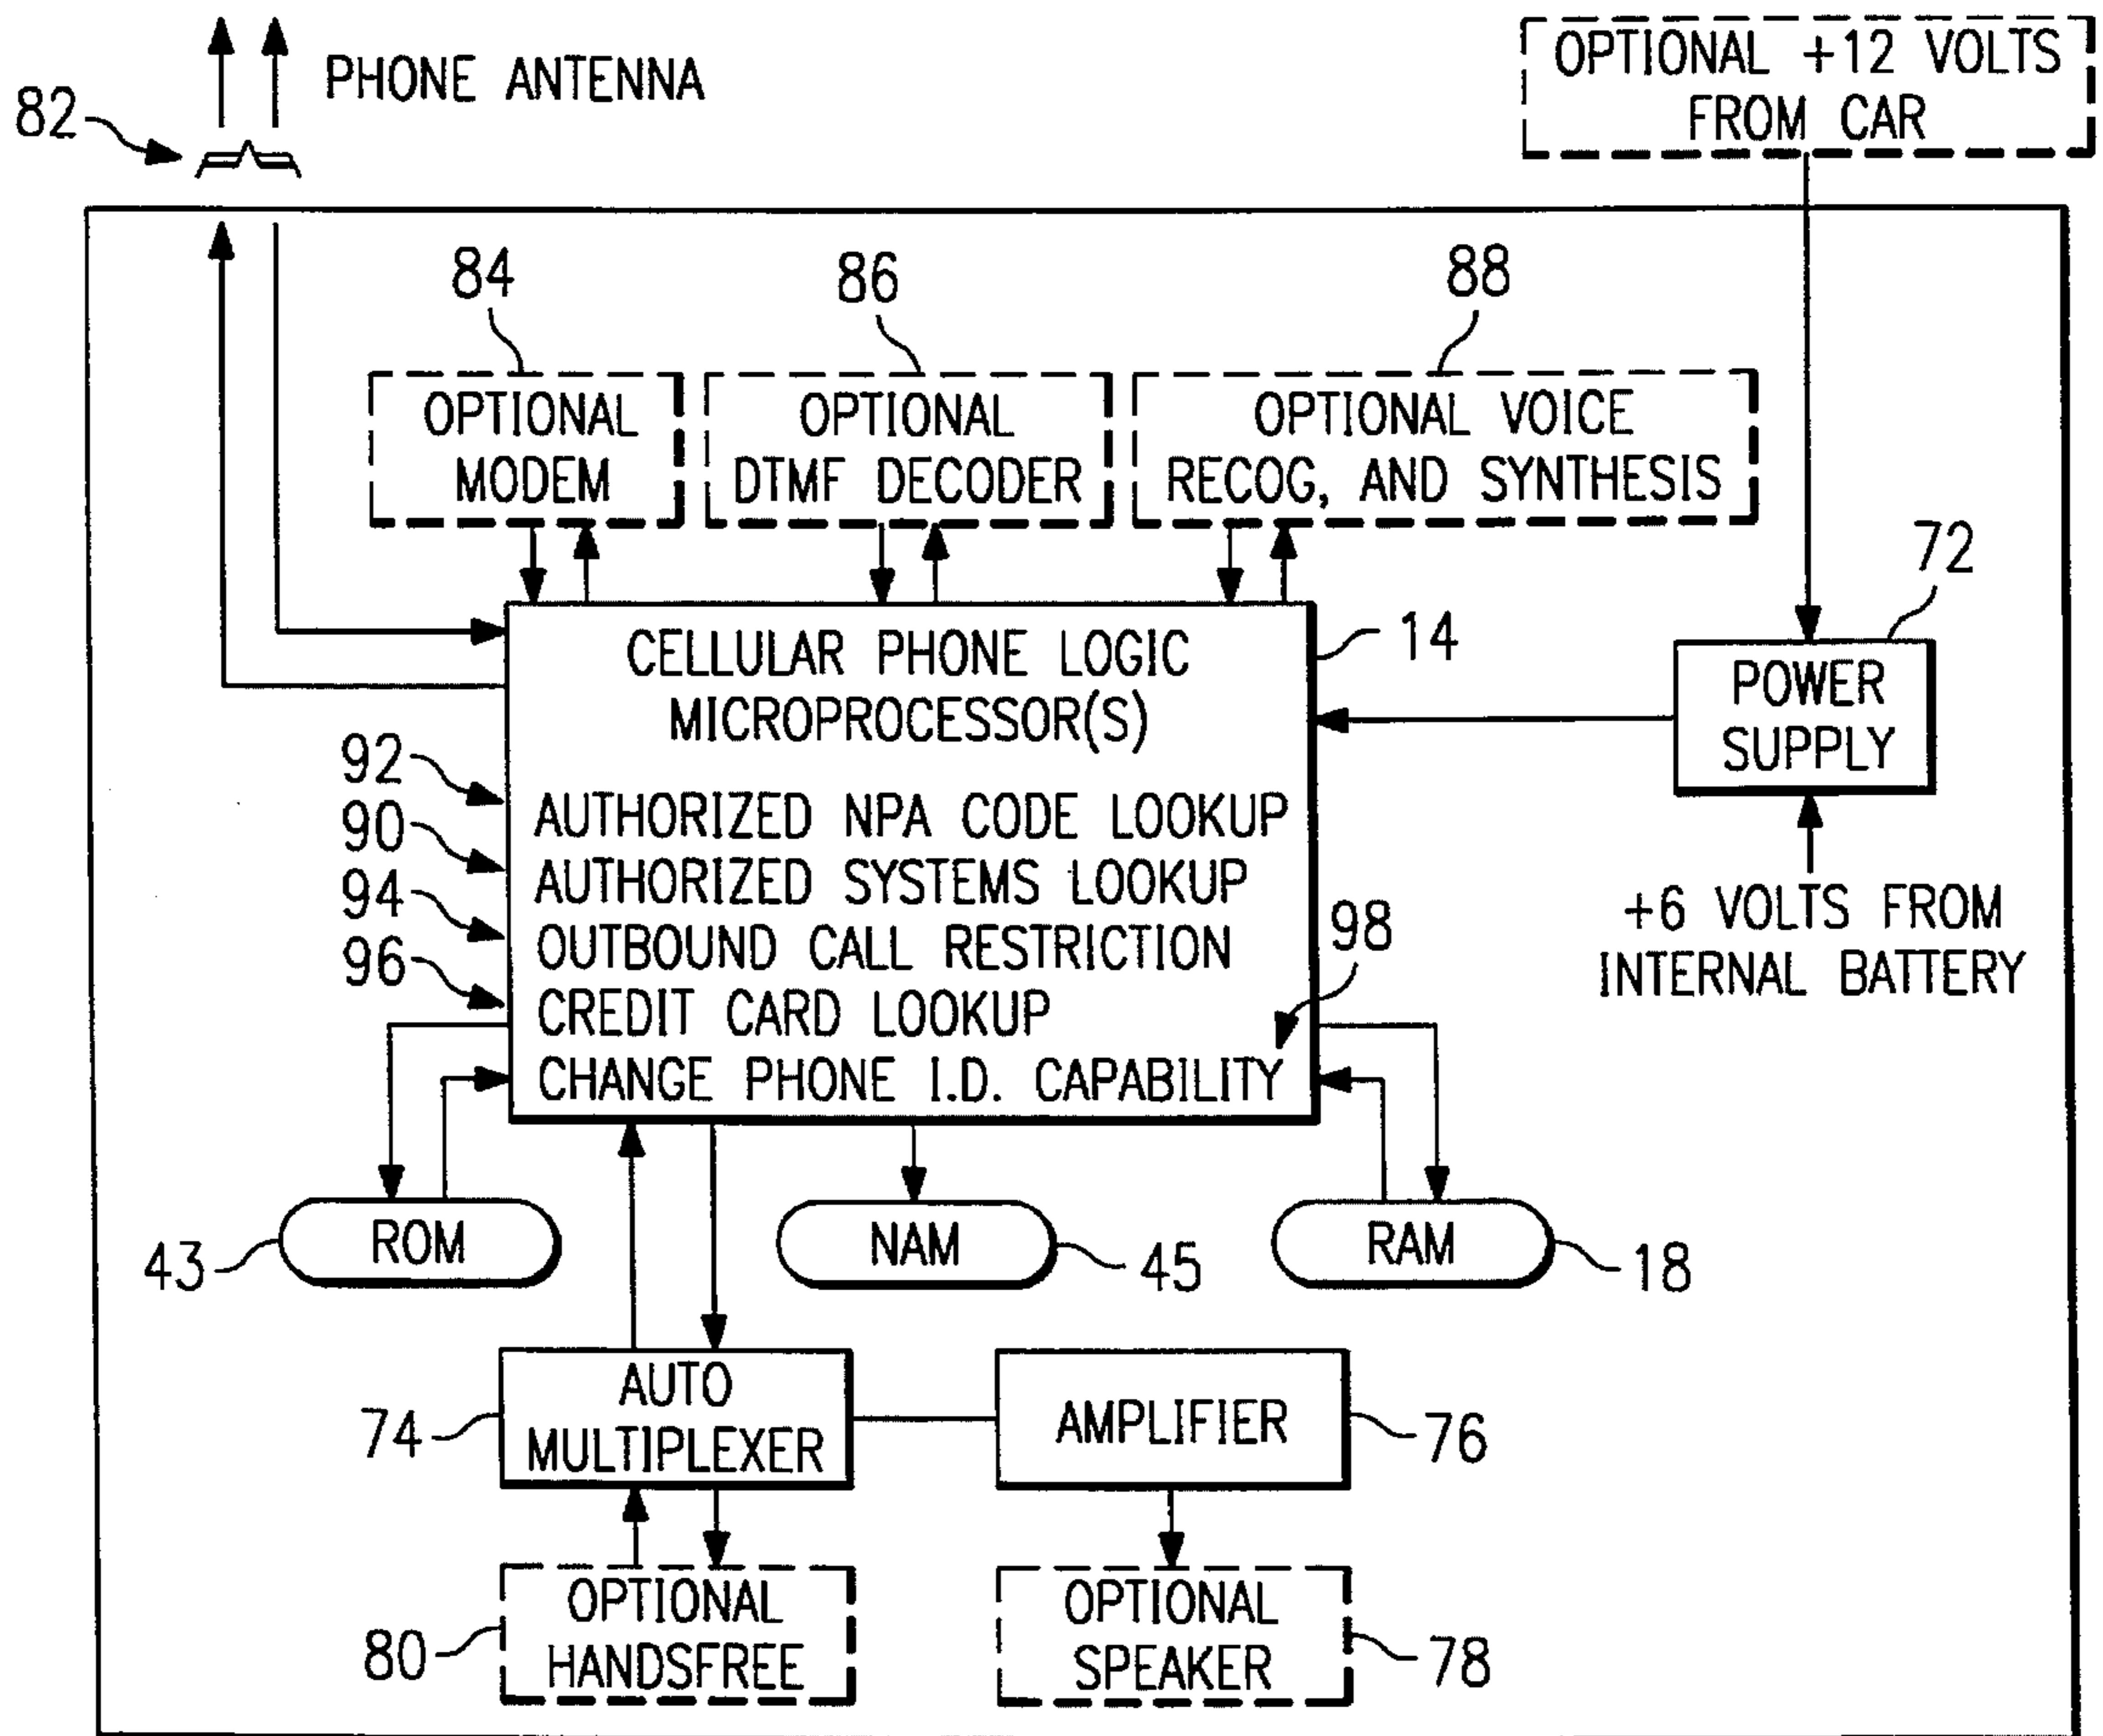 PHONE ANTENNA
82
OPTIONAL +12 VOLTS
FROM CAR
84
86
88
OPTIONAL
MODEM
OPTIONAL
DTMF DECODER
OPTIONAL VOICE
RECOG, AND SYNTHESIS
72
POWER
SUPPLY
+6 VOLTS FROM
INTERNAL BATTERY
CELLULAR PHONE LOGIC
MICROPROCESSOR(S)
14
92
AUTHORIZED NPA CODE LOOKUP
90
AUTHORIZED SYSTEMS LOOKUP
94
OUTBOUND CALL RESTRICTION
96
CREDIT CARD LOOKUP
98
CHANGE PHONE I.D. CAPABILITY
43
ROM
NAM
45
RAM
18
74
AUTO
MULTIPLEXER
AMPLIFIER
76
80
OPTIONAL
HANDSFREE
OPTIONAL
SPEAKER
78